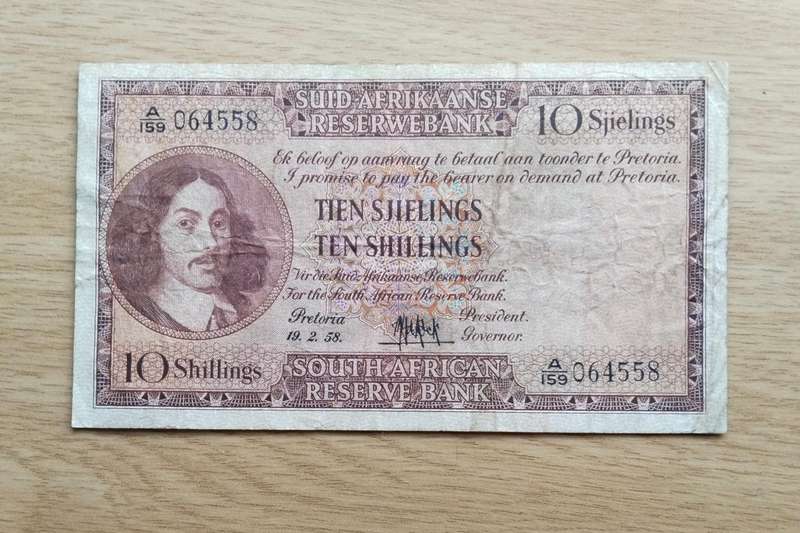 A/159 064558
SUID-AFRIKAANSE
RESERWEBANK
10 Sjielings
Ek beloof op aanvraag te betaal aan toonder te Pretoria.
I promise to pay the bearer on demand at Pretoria.
TIEN SJIELINGS
TEN SHILLINGS
Vir die Suid-Afrikaanse Reserwebank.
For the South African Reserve Bank.
Pretoria
President.
19. 2. 58.
Governor.
10 Shillings
SOUTH AFRICAN
RESERVE BANK
A/159 064558